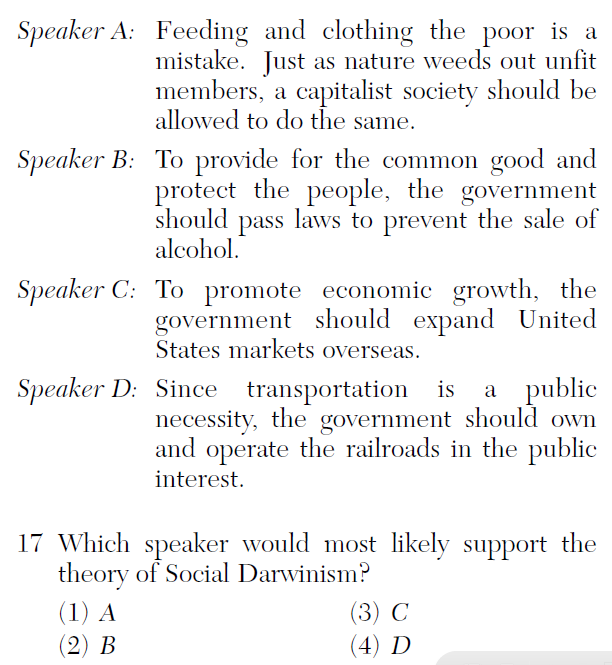 Speaker A: Feeding and clothing the poor is a
mistake. Just as nature weeds out unfit
members, a capitalist society should be
allowed to do the same.
Speaker B: To provide for the common good and
protect the people, the government
should pass laws to prevent the sale of
alcohol.
Speaker C: To promote economic growth, the
government should expand United
States markets overseas.
Speaker D: Since transportation is a public
necessity, the government should own
and operate the railroads in the public
interest.
17 Which speaker would most likely support the
theory of Social Darwinism?
(1) A (3) C
(2) B (4) D